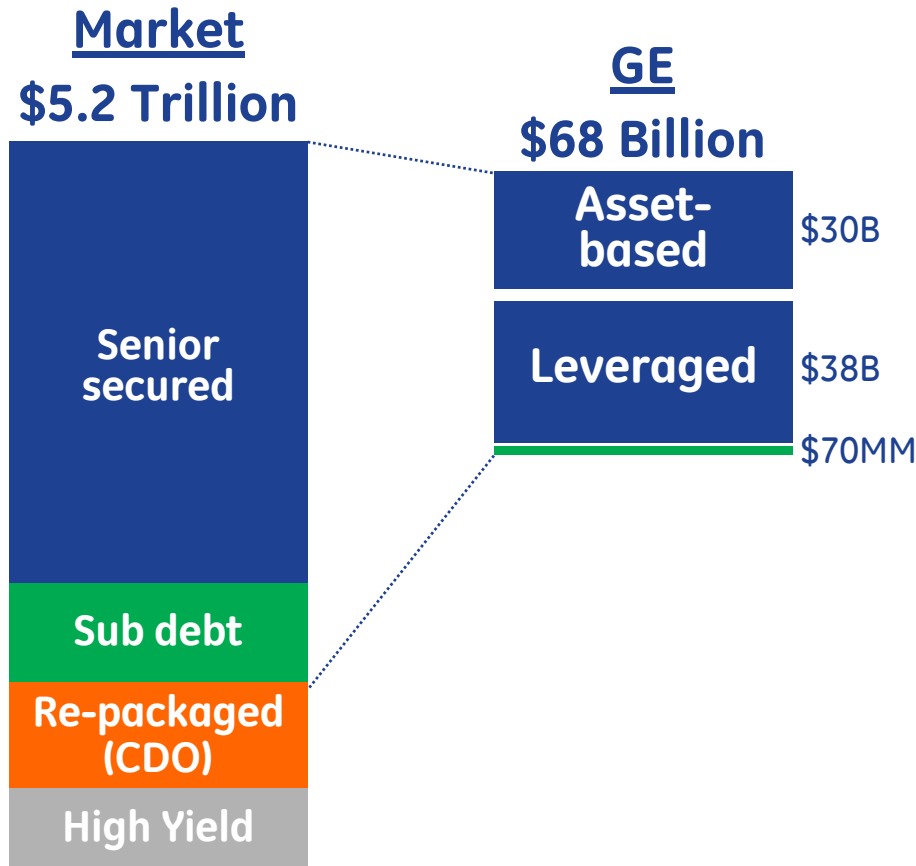 Market
$5.2 Trillion
Senior
secured
Sub debt
Re-packaged
(CDO)
High Yield
GE
$68 Billion
Asset-
based
$30B
Leveraged
$38B
$70MM